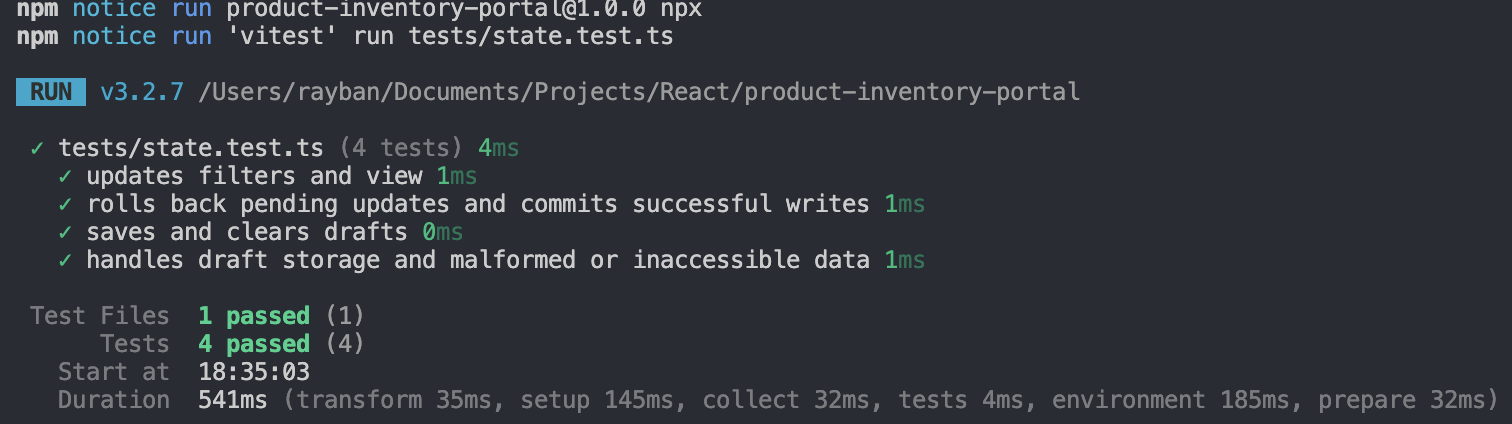 npm notice run product-inventory-portal@1.0.0 npx
npm notice run 'vitest' run tests/state.test.ts
RUN v3.2.7 /Users/rayban/Documents/Projects/React/product-inventory-portal
✓ tests/state.test.ts (4 tests) 4ms
✓ updates filters and view 1ms
✓ rolls back pending updates and commits successful writes 1ms
✓ saves and clears drafts 0ms
✓ handles draft storage and malformed or inaccessible data 1ms
Test Files 1 passed (1)
Tests 4 passed (4)
Start at 18:35:03
Duration 541ms (transform 35ms, setup 145ms, collect 32ms, tests 4ms, environment 185ms, prepare 32ms)